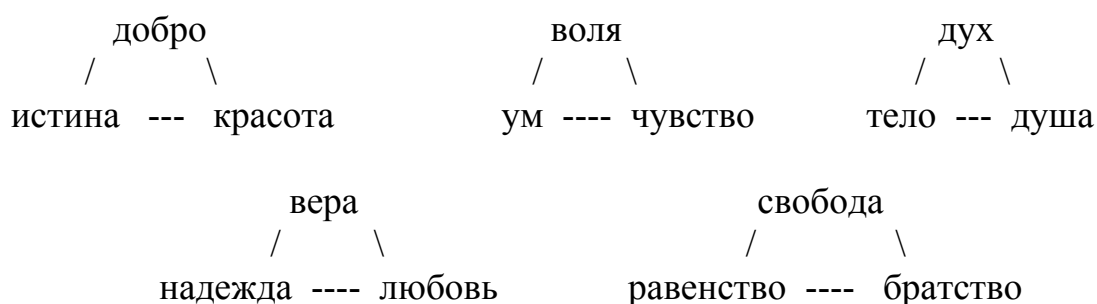 добро воля дух
/ \ / \ / \
истина --- красота ум ---- чувство тело --- душа
вера свобода
/ \ / \
надежда ---- любовь равенство ---- братство